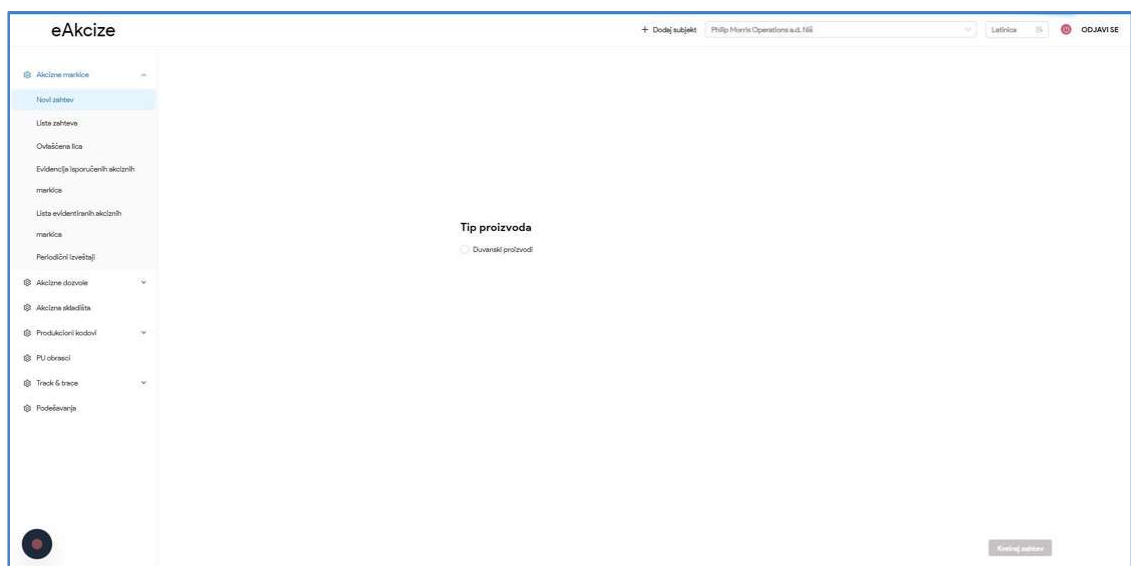 eAkcize
+ Dodaj subjekt
Philip Morris Operations a.d. Niš
Latinica
ODJAVI SE
Akcizne markice
Novi zahtev
Lista zahteva
Ovlašćena lica
Evidencija isporučenih akciznih
markica
Lista evidentiranih akciznih
markica
Periodični izveštaji
Akcizne dozvole
Akcizna skladišta
Produkcioni kodovi
PU obrasci
Track & trace
Podešavanja
Tip proizvoda
Duvanski proizvodi
Kreiraj zahtev